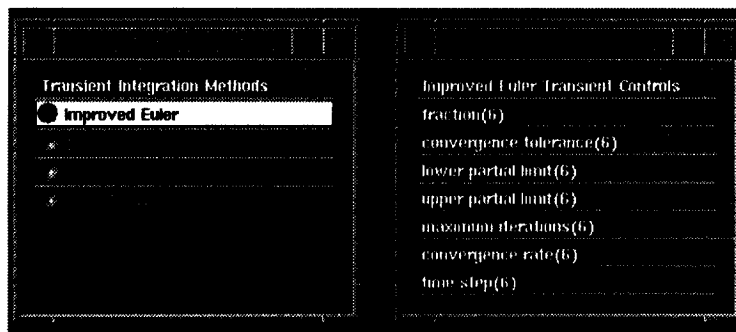 Transient Integration Methods
Improved Euler
Improved Euler Transient Controls
fraction(6)
convergence tolerance(6)
lower partial limit(6)
upper partial limit(6)
maximum iterations(6)
convergence rate(6)
time step(6)